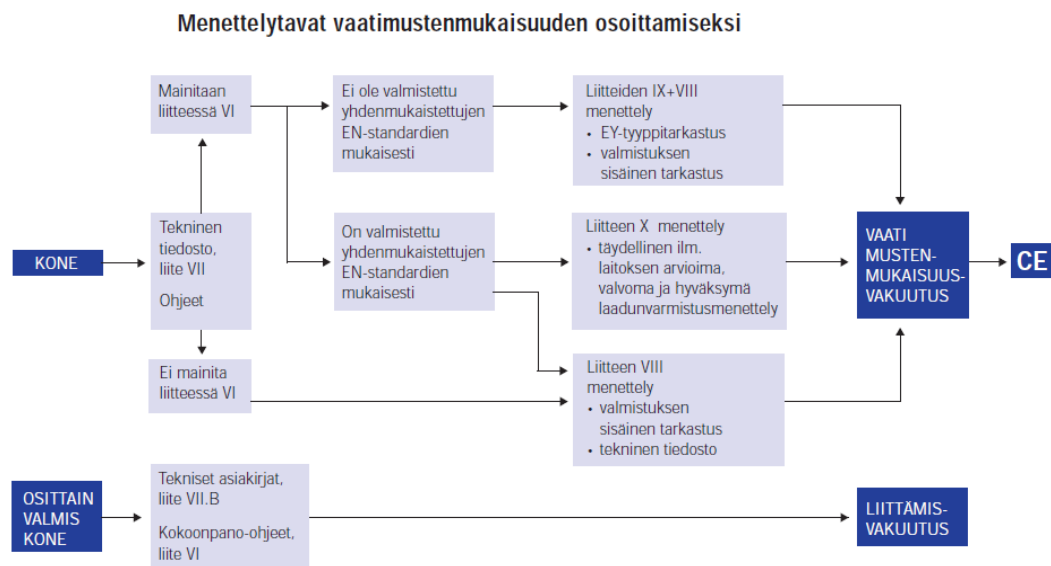 Menettelytavat vaatimustenmukaisuuden osoittamiseksi
Mainitaan
liitteessä VI
Ei ole valmistettu
yhdenmukaistettujen
EN-standardien
mukaisesti
Liitteiden IX+VIII
menettely
• EY-tyyppitarkastus
• valmistuksen
sisäinen tarkastus
KONE
Tekninen
tiedosto,
liite VII
Ohjeet
On valmistettu
yhdenmukaistettujen
EN-standardien
mukaisesti
Liitteen X menettely
• täydellinen ilm.
laitoksen arvioima,
valvoma ja hyväksymä
laadunvarmistusmenettely
VAATI
MUSTEN-
MUKAISUUS-
VAKUUTUS
CE
Ei mainita
liitteessä VI
Liitteen VIII
menettely
• valmistuksen
sisäinen tarkastus
• tekninen tiedosto
OSITTAIN
VALMIS
KONE
Tekniset asiakirjat,
liite VII.B
Kokoonpano-ohjeet,
liite VI
LIITTÄMIS-
VAKUUTUS